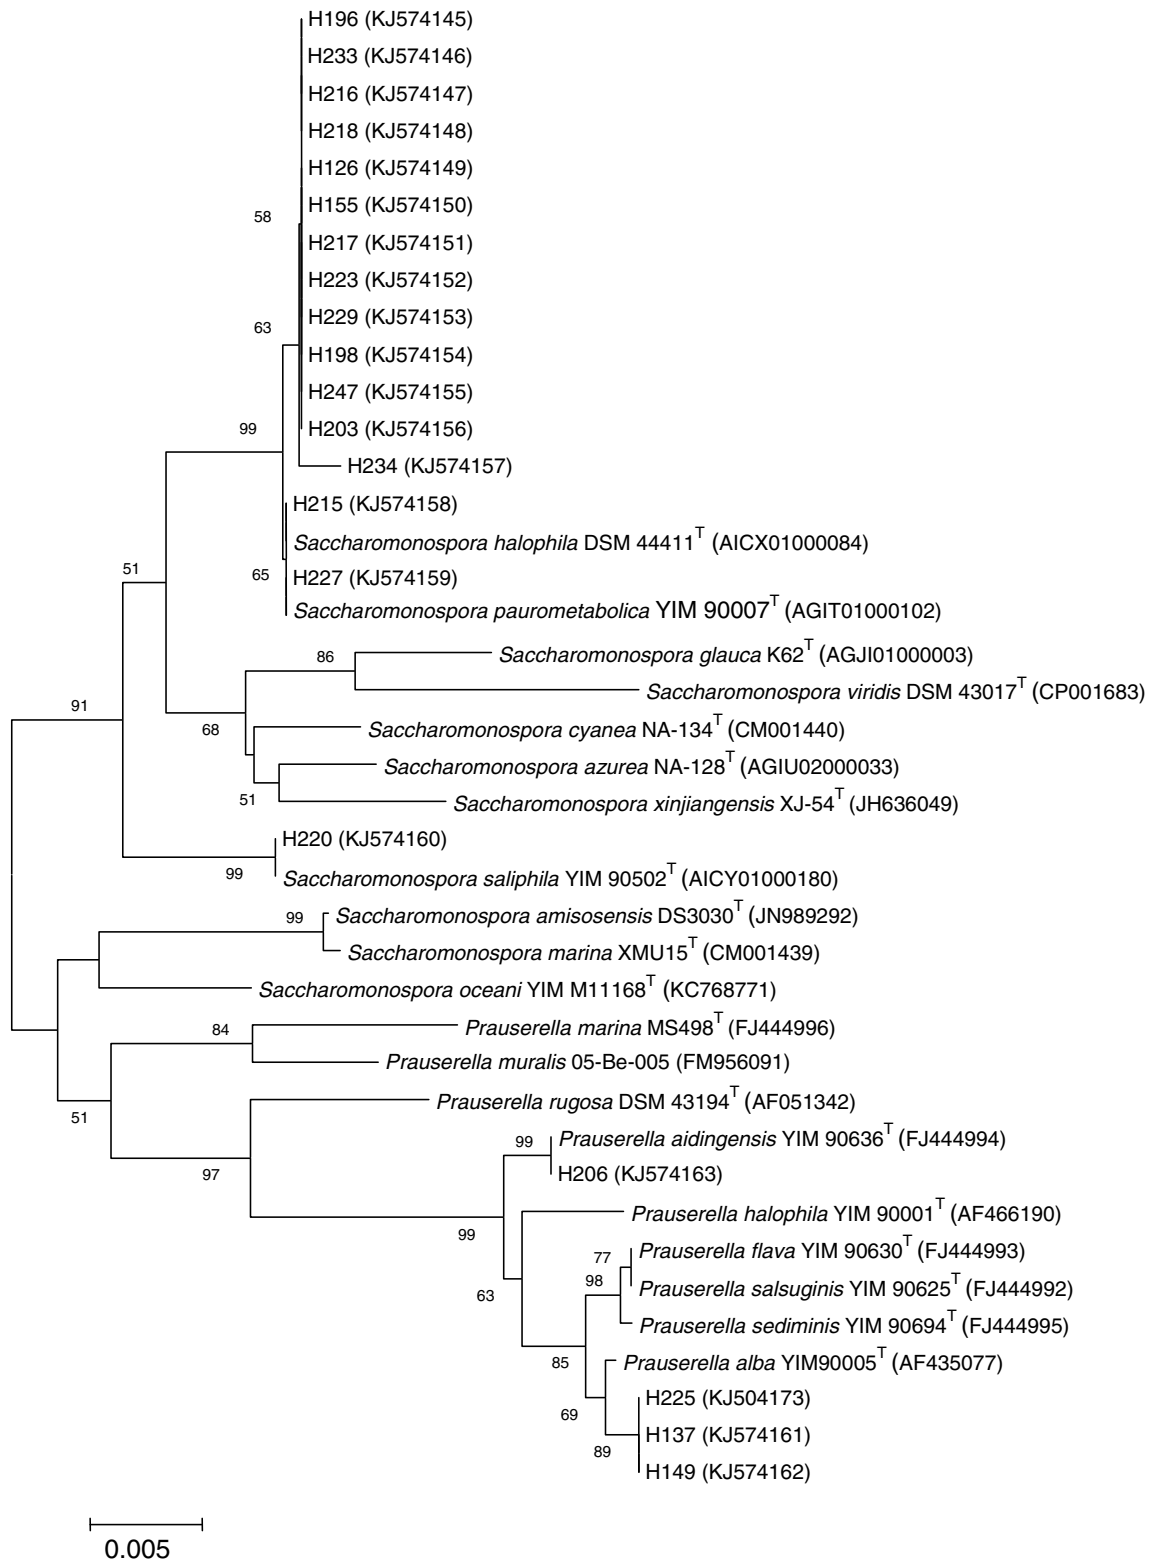 H196 (KJ574145)
H233 (KJ574146)
H216 (KJ574147)
H218 (KJ574148)
H126 (KJ574149)
H155 (KJ574150)
58
H217 (KJ574151)
H223 (KJ574152)
H229 (KJ574153)
63
H198 (KJ574154)
H247 (KJ574155)
H203 (KJ574156)
99
H234 (KJ574157)
H215 (KJ574158)
Saccharomonospora halophila DSM 44411T (AICX01000084)
51
65
H227 (KJ574159)
Saccharomonospora paurometabolica YIM 90007T (AGIT01000102)
86
Saccharomonospora glauca K62T (AGJI01000003)
Saccharomonospora viridis DSM 43017T (CP001683)
91
68
Saccharomonospora cyanea NA-134T (CM001440)
Saccharomonospora azurea NA-128T (AGIU02000033)
51
Saccharomonospora xinjiangensis XJ-54T (JH636049)
H220 (KJ574160)
99
Saccharomonospora saliphila YIM 90502T (AICY01000180)
99
Saccharomonospora amisosensis DS3030T (JN989292)
Saccharomonospora marina XMU15T (CM001439)
Saccharomonospora oceani YIM M11168T (KC768771)
84
Prauserella marina MS498T (FJ444996)
Prauserella muralis 05-Be-005 (FM956091)
51
Prauserella rugosa DSM 43194T (AF051342)
99
Prauserella aidingensis YIM 90636T (FJ444994)
97
H206 (KJ574163)
99
Prauserella halophila YIM 90001T (AF466190)
77
Prauserella flava YIM 90630T (FJ444993)
98
Prauserella salsuginis YIM 90625T (FJ444992)
63
Prauserella sediminis YIM 90694T (FJ444995)
85
Prauserella alba YIM90005T (AF435077)
H225 (KJ504173)
69
H137 (KJ574161)
89
H149 (KJ574162)
0.005